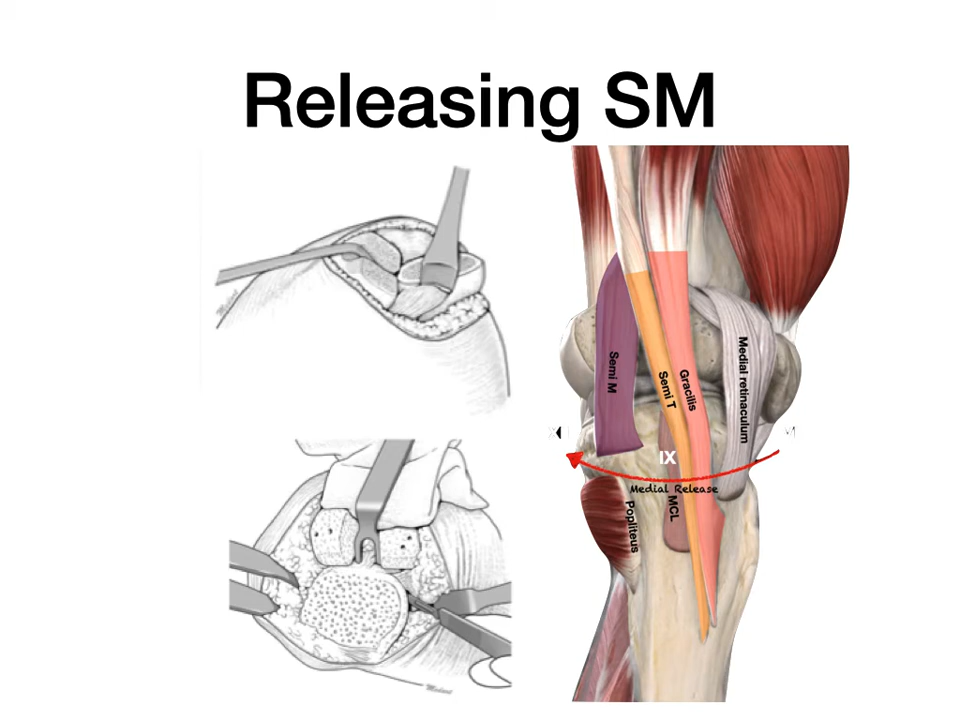 Releasing SM
Semi M
Semi T
Gracilis
Medial retinaculum
IX
Medial Release
MCL
Popliteus